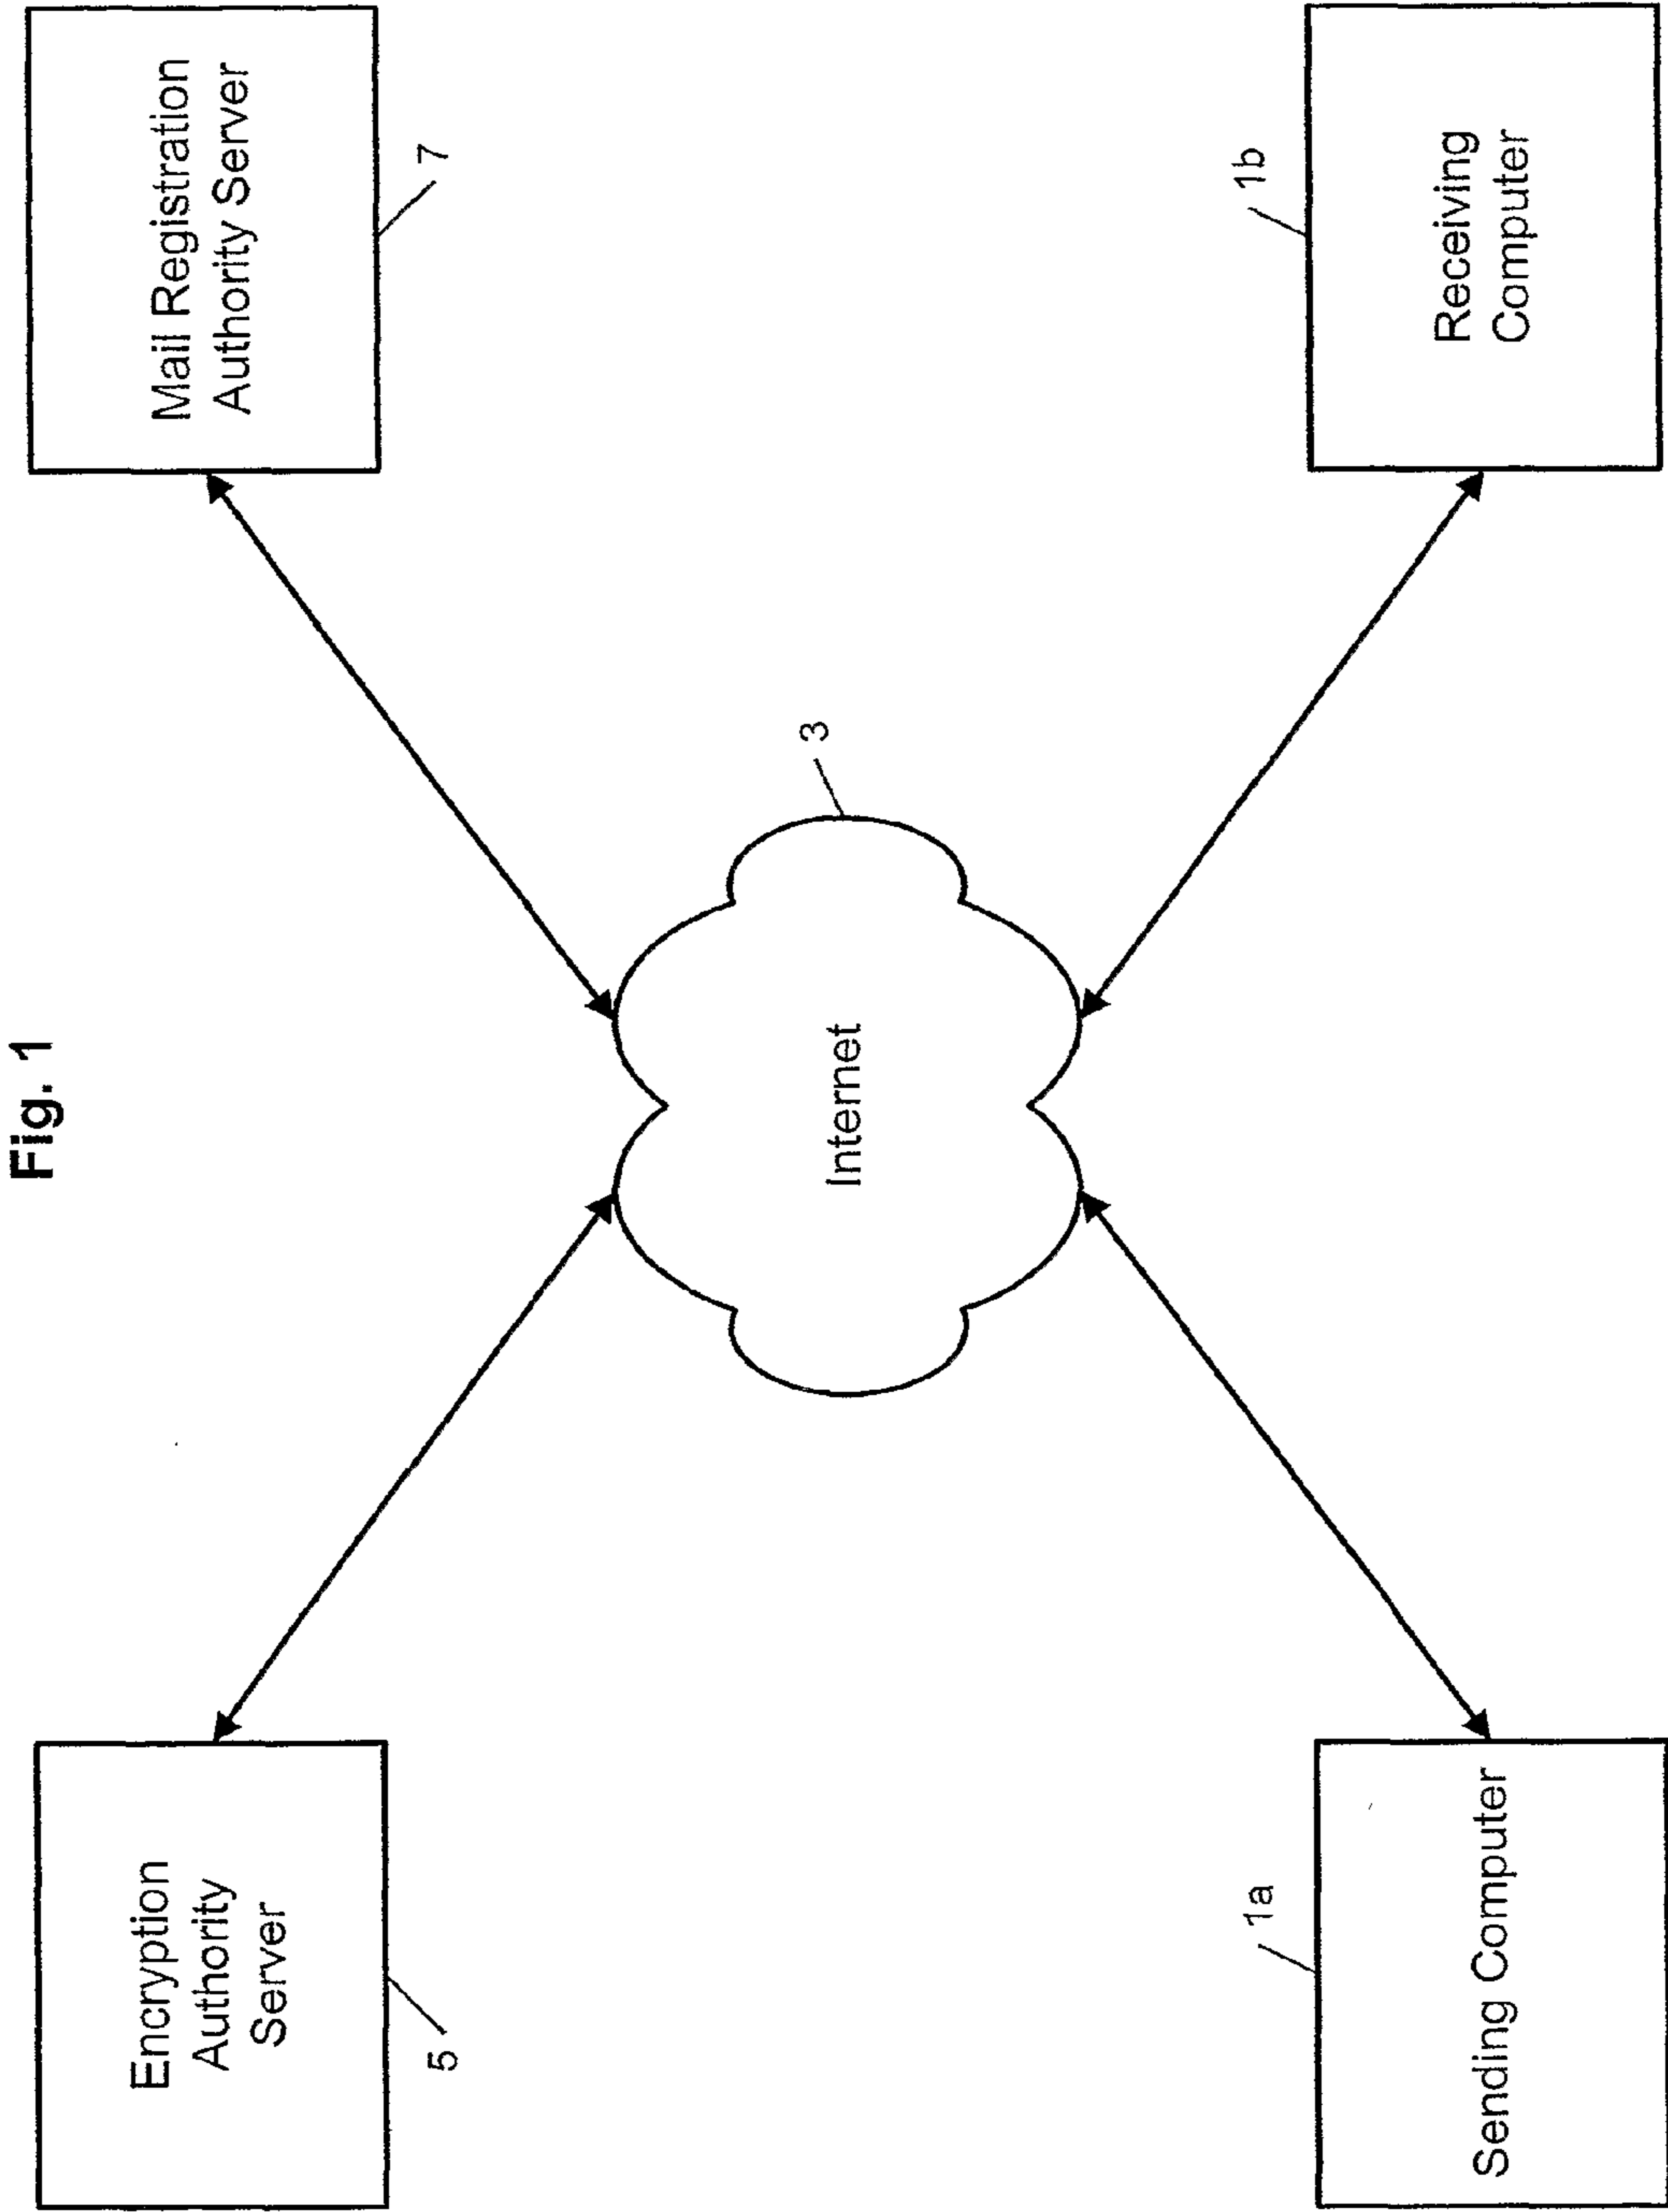 Fig. 1
Encryption
Authority
Server
5
Mail Registration
Authority Server
7
3
Internet
1a
Sending Computer
1b
Receiving
Computer